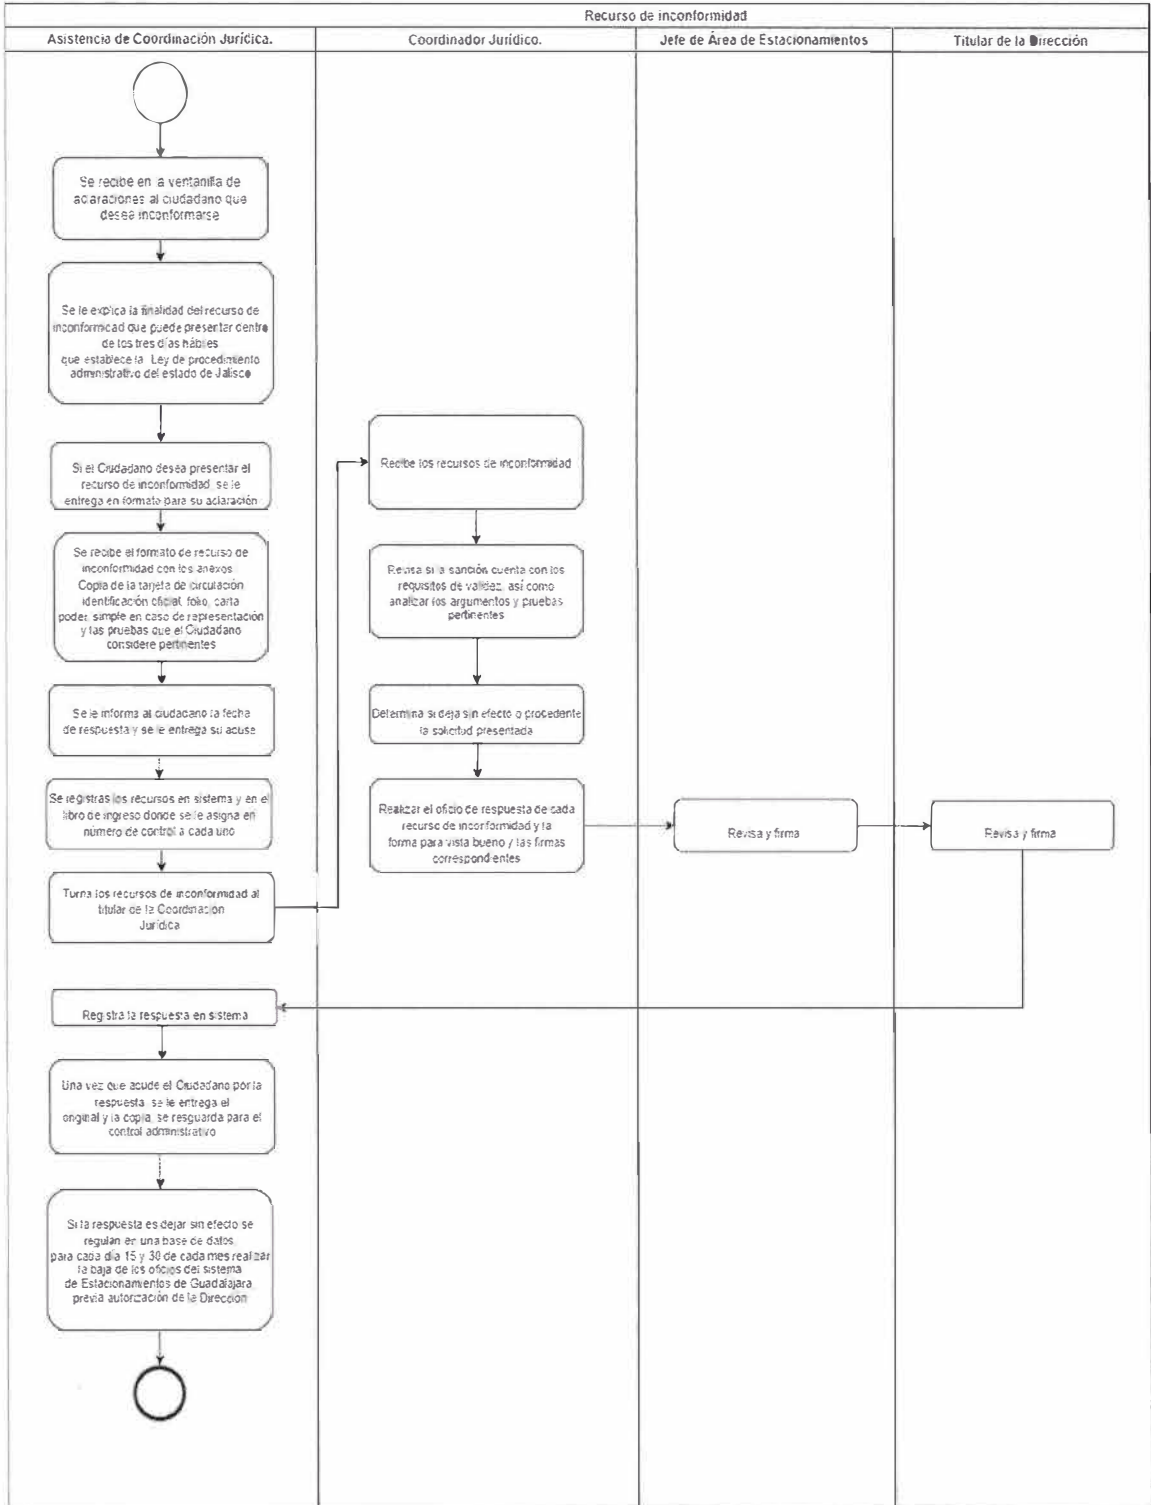 Recurso de inconformidad
Asistencia de Coordinación Jurídica.
Coordinador Jurídico.
Jefe de Área de Estacionamientos
Titular de la Dirección
Se recibe en la ventanilla de
aclaraciones al ciudadano que
desea inconformarse
Se le explica la finalidad del recurso de
inconformidad que puede presentar dentro
de los tres días hábiles
que establece la Ley de procedimiento
administrativo del estado de Jalisco
Si el Ciudadano desea presentar el
recurso de inconformidad, se le
entrega en formato para su aclaración
Se recibe el formato de recurso de
inconformidad con los anexos
Copia de la tarjeta de circulación
identificación oficial, folio, carta
poder, simple en caso de representación
y las pruebas que el Ciudadano
considere pertinentes
Se le informa al ciudadano la fecha
de respuesta y se le entrega su acuse
Se registras los recursos en sistema y en el
libro de ingreso donde se le asigna en
número de control a cada uno
Turna los recursos de inconformidad al
titular de la Coordinación
Jurídica
Recibe los recursos de inconformidad
Revisa si la sanción cuenta con los
requisitos de validez, así como
analizar los argumentos y pruebas
pertinentes
Determina si deja sin efecto o procedente
la solicitud presentada
Realizar el oficio de respuesta de cada
recurso de inconformidad y la
forma para vista bueno y las firmas
correspondientes
Revisa y firma
Revisa y firma
Registra la respuesta en sistema
Una vez que acude el Ciudadano por la
respuesta, se le entrega el
original y la copia, se resguarda para el
control administrativo
Si la respuesta es dejar sin efecto se
regulan en una base de datos,
para cada día 15 y 30 de cada mes realizar
la baja de los oficios del sistema
de Estacionamientos de Guadalajara
previa autorización de la Dirección